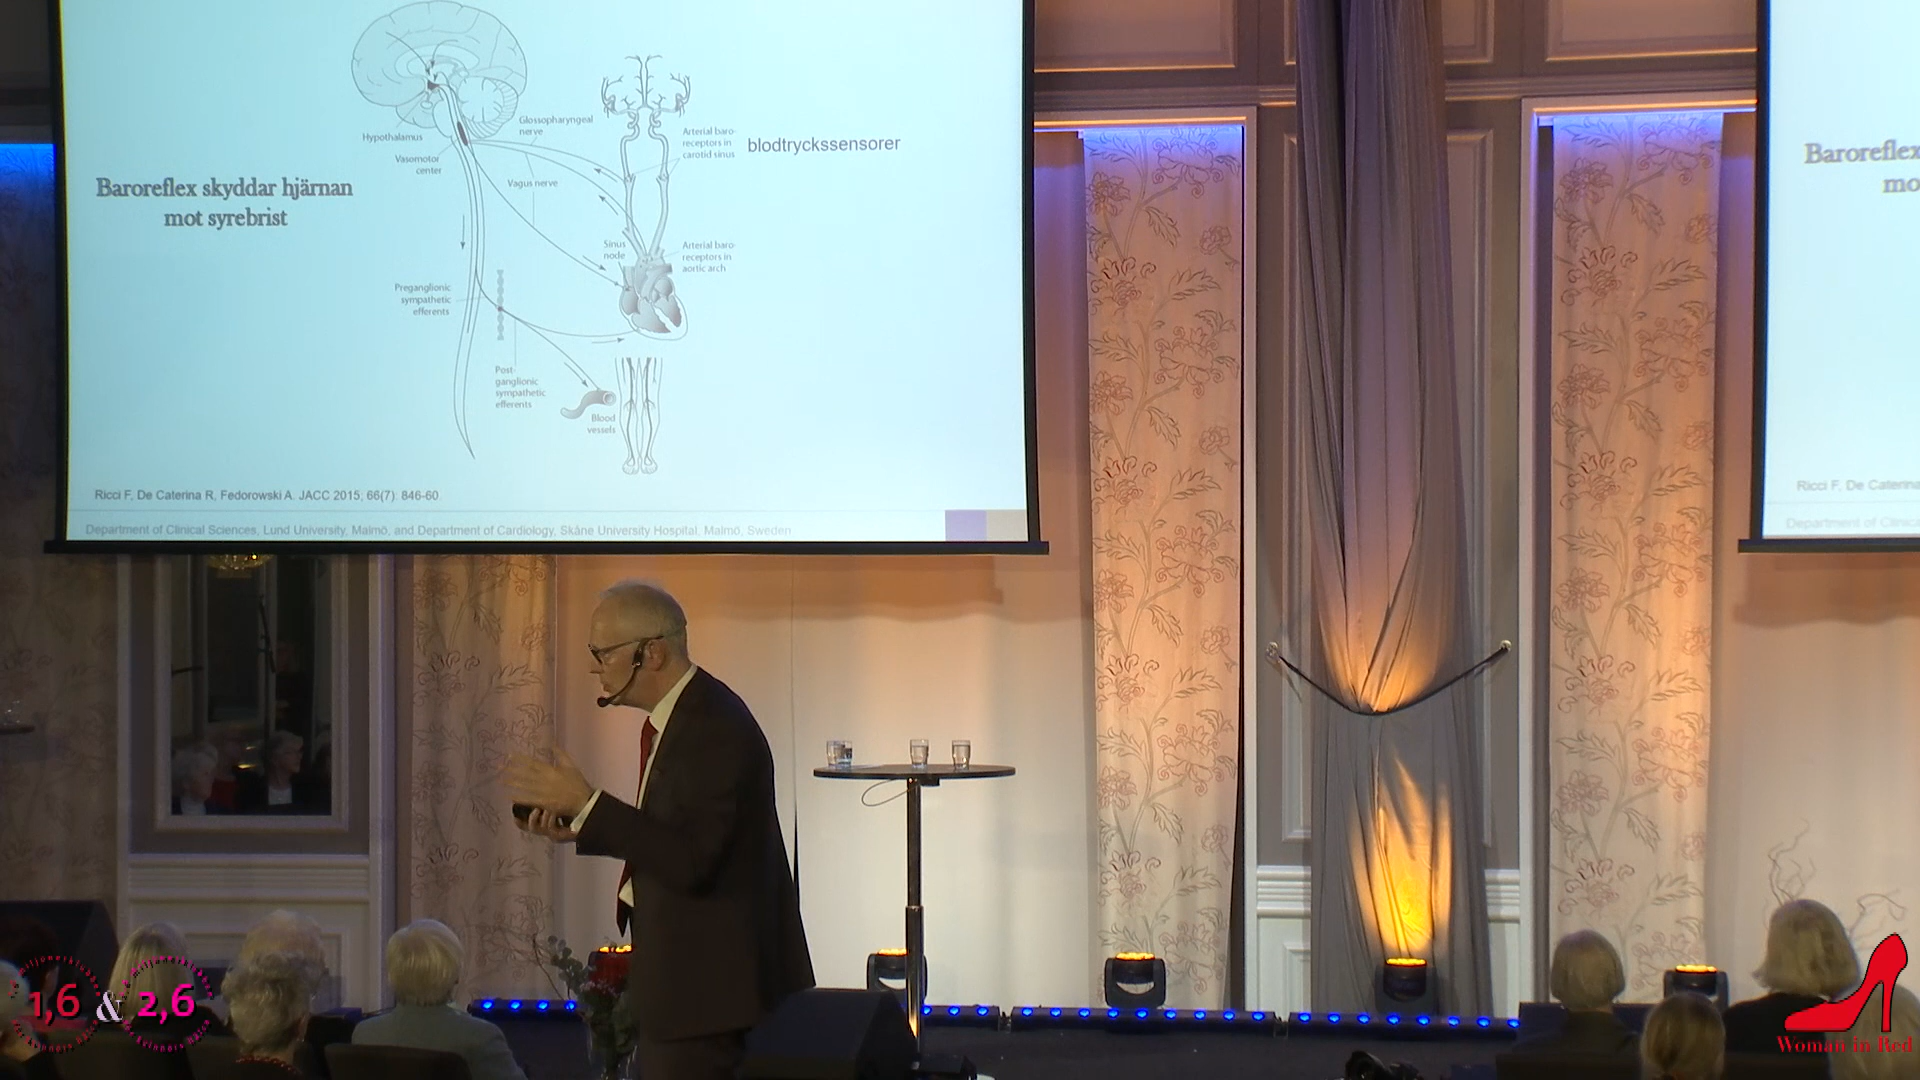 Baroreflex skyddar hjärnan
mot syrebrist
Hypothalamus
Vasomotor
center
Glossopharyngeal
nerve
Vagus nerve
Arterial baro-
receptors in
carotid sinus
blodtryckssensorer
Sinus
node
Arterial baro-
receptors in
aortic arch
Preganglionic
sympathetic
efferents
Post-
ganglionic
sympathetic
efferents
Blood
vessels
Ricci F, De Caterina R, Fedorowski A. JACC 2015; 66(7): 846-60.
Department of Clinical Sciences, Lund University, Malmö, and Department of Cardiology, Skåne University Hospital, Malmö, Sweden
Baroreflex
mo
Ricci F, De Caterina
1,6 & 2,6
Woman in Red